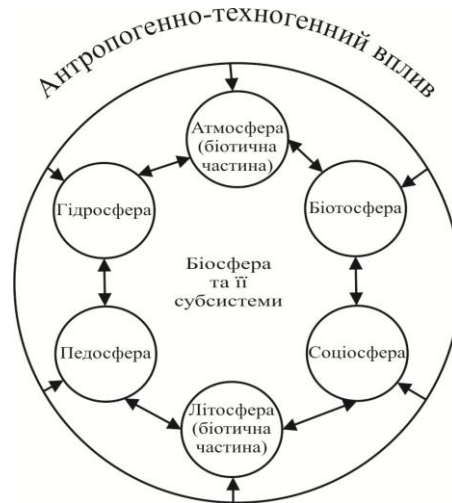 Антропогенно-техногенний вплив
Атмосфера
(біотична
частина)
Гідросфера
Біотосфера
Біосфера
та її
субсистеми
Педосфера
Соціосфера
Літосфера
(біотична
частина)